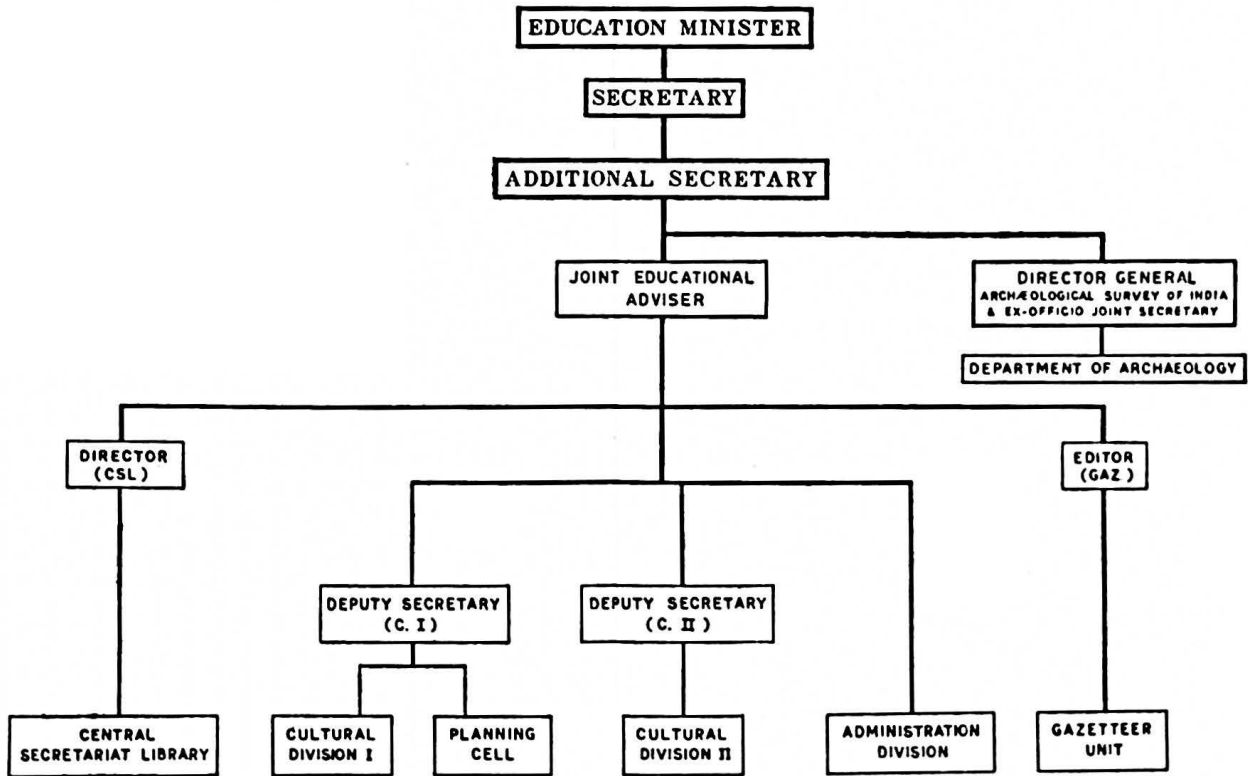 EDUCATION MINISTER
SECRETARY
ADDITIONAL SECRETARY
JOINT EDUCATIONAL
ADVISER
DIRECTOR GENERAL
ARCHÆOLOGICAL SURVEY OF INDIA
& EX-OFFICIO JOINT SECRETARY
DEPARTMENT OF ARCHAEOLOGY
DIRECTOR
(CSL)
EDITOR
(GAZ)
DEPUTY SECRETARY
(C. I)
DEPUTY SECRETARY
(C. II)
CENTRAL
SECRETARIAT LIBRARY
CULTURAL
DIVISION I
PLANNING
CELL
CULTURAL
DIVISION II
ADMINISTRATION
DIVISION
GAZETTEER
UNIT